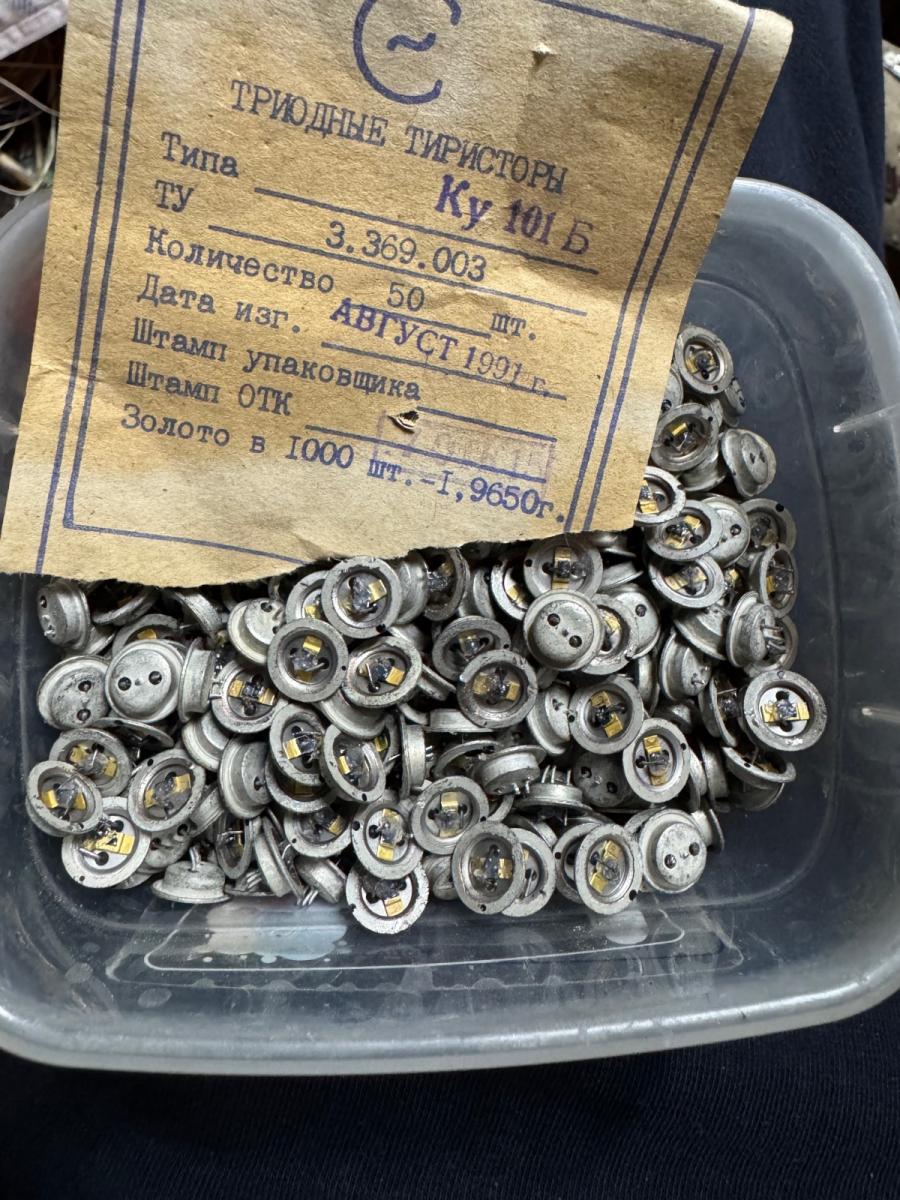 ТРИОДНЫЕ ТИРИСТОРЫ
Типа Ку 101 Б
ТУ 3.369.003
Количество 50 шт.
Дата изг. АВГУСТ 1991 г.
Штамп упаковщика
Штамп ОТК
Золото в 1000 шт.-1,9650г.